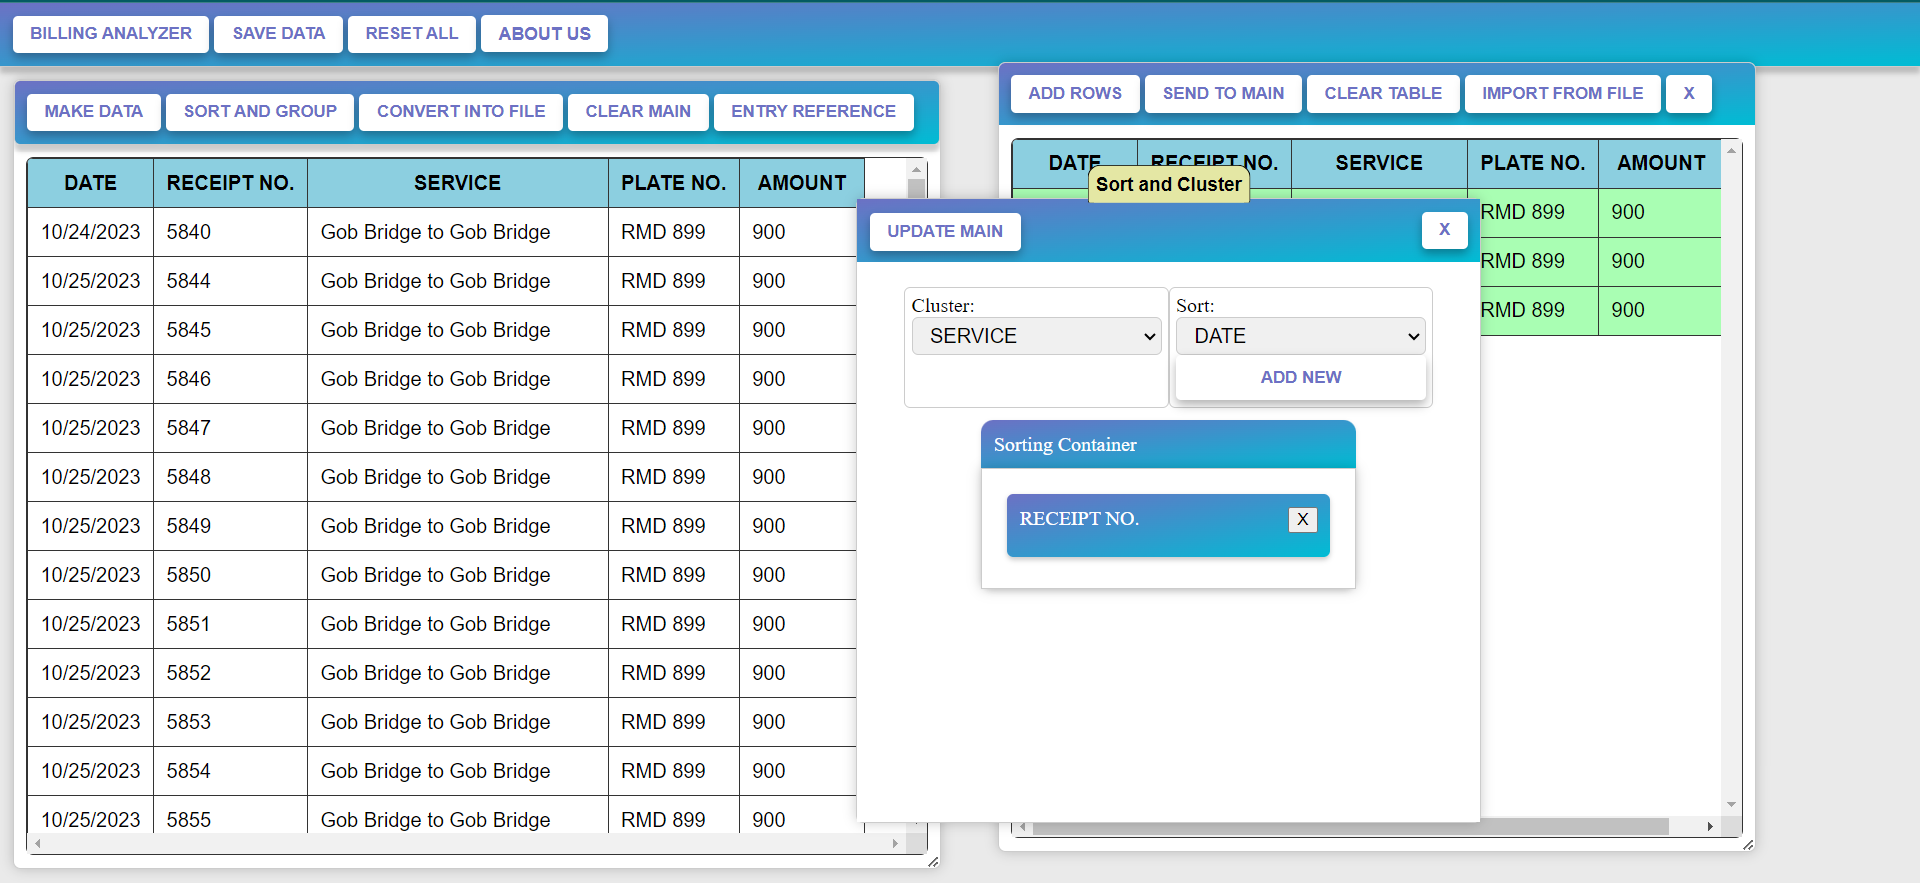 BILLING ANALYZER SAVE DATA RESET ALL ABOUT US
MAKE DATA SORT AND GROUP CONVERT INTO FILE CLEAR MAIN ENTRY REFERENCE
DATE RECEIPT NO. SERVICE PLATE NO. AMOUNT
10/24/2023 5840 Gob Bridge to Gob Bridge RMD 899 900
10/25/2023 5844 Gob Bridge to Gob Bridge RMD 899 900
10/25/2023 5845 Gob Bridge to Gob Bridge RMD 899 900
10/25/2023 5846 Gob Bridge to Gob Bridge RMD 899 900
10/25/2023 5847 Gob Bridge to Gob Bridge RMD 899 900
10/25/2023 5848 Gob Bridge to Gob Bridge RMD 899 900
10/25/2023 5849 Gob Bridge to Gob Bridge RMD 899 900
10/25/2023 5850 Gob Bridge to Gob Bridge RMD 899 900
10/25/2023 5851 Gob Bridge to Gob Bridge RMD 899 900
10/25/2023 5852 Gob Bridge to Gob Bridge RMD 899 900
10/25/2023 5853 Gob Bridge to Gob Bridge RMD 899 900
10/25/2023 5854 Gob Bridge to Gob Bridge RMD 899 900
10/25/2023 5855 Gob Bridge to Gob Bridge RMD 899 900
ADD ROWS SEND TO MAIN CLEAR TABLE IMPORT FROM FILE X
DATE RECEIPT NO. SERVICE PLATE NO. AMOUNT
RMD 899 900
RMD 899 900
RMD 899 900
Sort and Cluster
UPDATE MAIN X
Cluster: Sort:
SERVICE DATE
ADD NEW
Sorting Container
RECEIPT NO. X